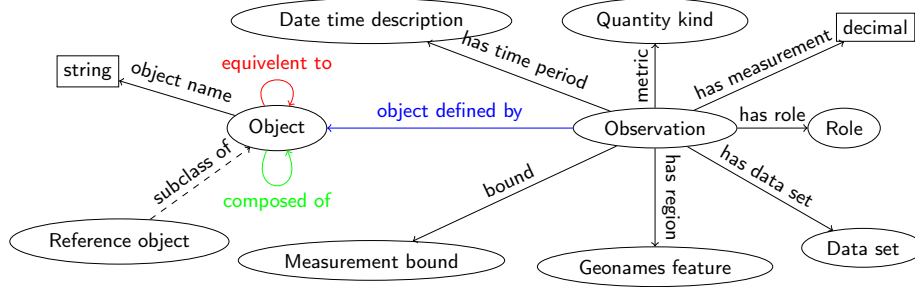 Date time description
Quantity kind
decimal
string
object name
equivelent to
has time period
metric
has measurement
Object
object defined by
Observation
has role
Role
subclass of
composed of
bound
has region
has data set
Reference object
Measurement bound
Geonames feature
Data set